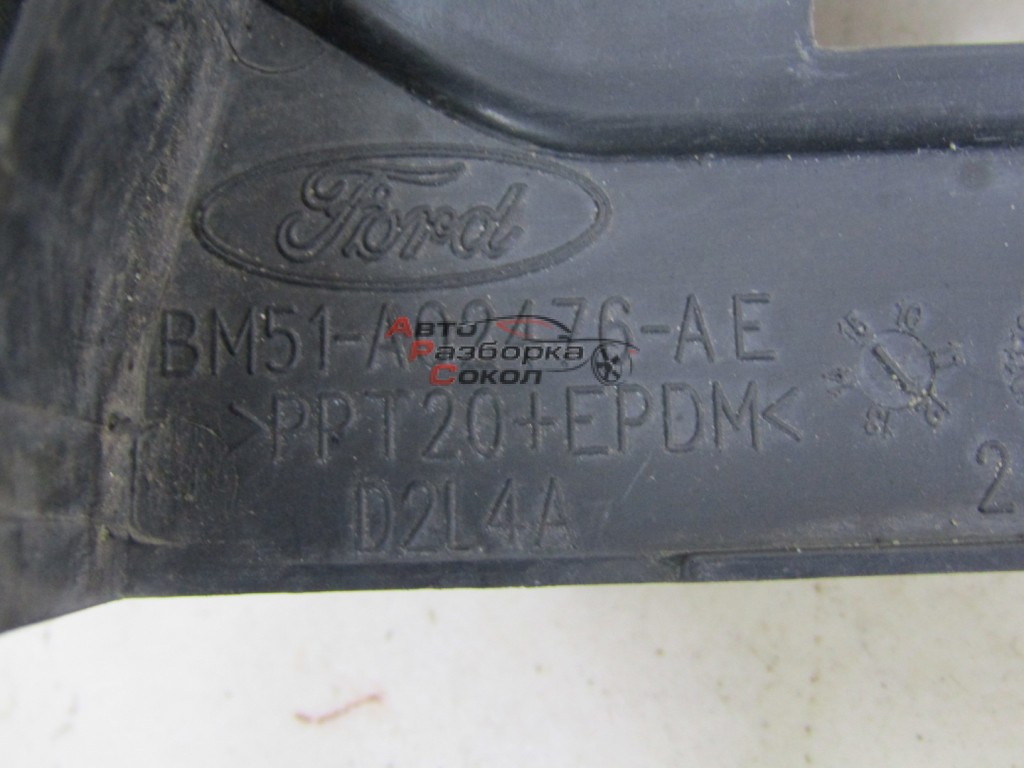 Ford
BM51-A02476-AE
Авто
Разборка
Сокол
>PPT20+EPDM<
D2L4A
2